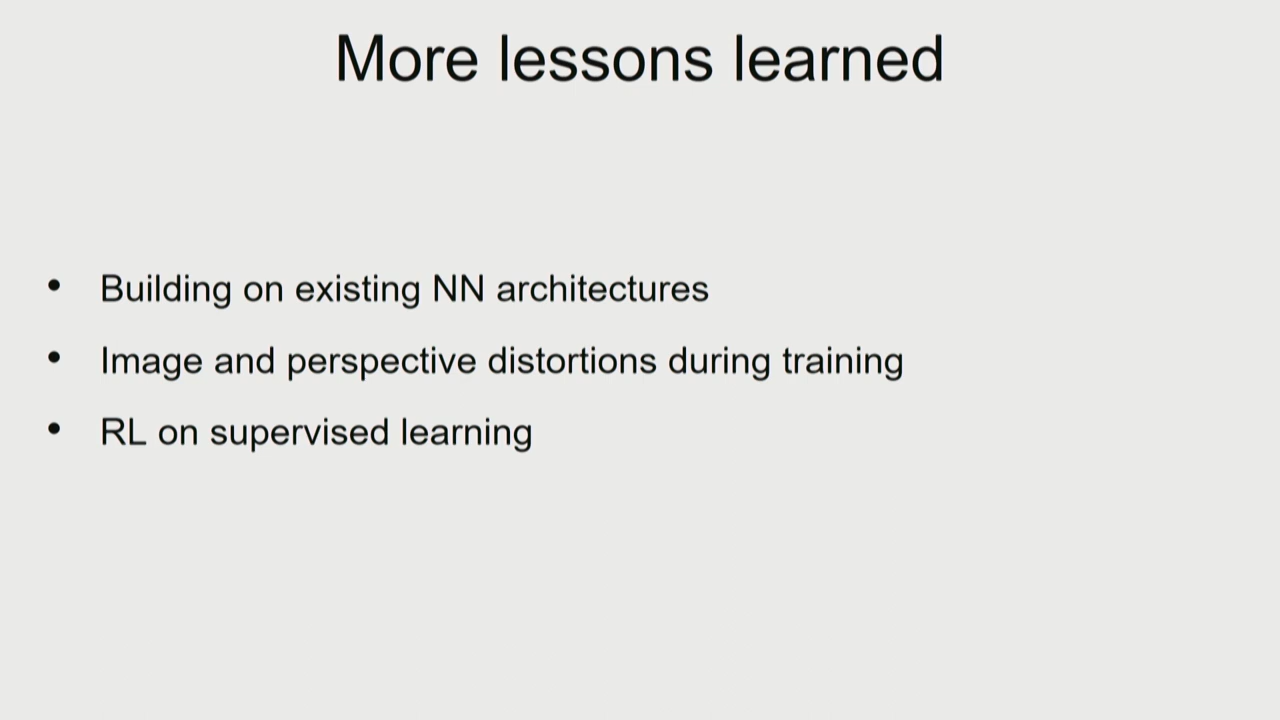 More lessons learned
• Building on existing NN architectures
• Image and perspective distortions during training
• RL on supervised learning